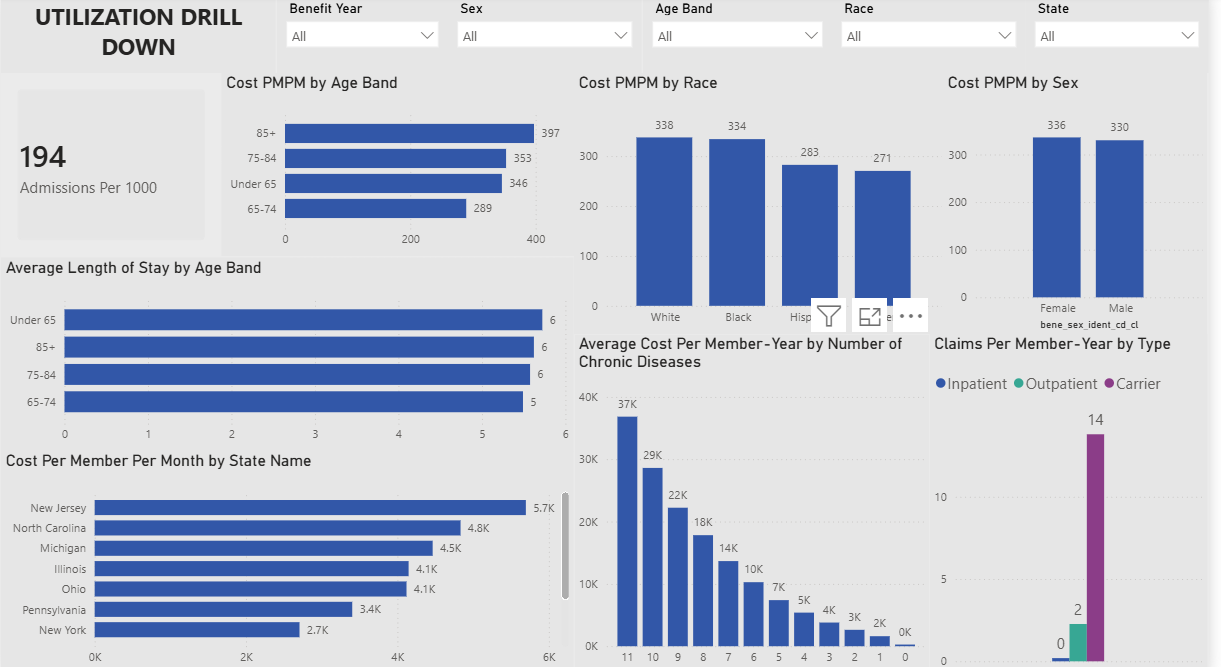 UTILIZATION DRILL
DOWN
Benefit Year
All
Sex
All
Age Band
All
Race
All
State
All
194
Admissions Per 1000
Cost PMPM by Age Band
85+ 397
75-84 353
Under 65 346
65-74 289
0 200 400
Cost PMPM by Race
338 334 283 271
300
200
100
0
White Black Hisp
Cost PMPM by Sex
336 330
300
200
100
0
Female Male
bene_sex_ident_cd_cl
Average Length of Stay by Age Band
Under 65 6
85+ 6
75-84 6
65-74 5
0 1 2 3 4 5 6
Cost Per Member Per Month by State Name
New Jersey 5.7K
North Carolina 4.8K
Michigan 4.5K
Illinois 4.1K
Ohio 4.1K
Pennsylvania 3.4K
New York 2.7K
0K 2K 4K 6K
Average Cost Per Member-Year by Number of
Chronic Diseases
40K
30K
20K
10K
0K
37K 29K 22K 18K 14K 10K 7K 5K 4K 3K 2K 0K
11 10 9 8 7 6 5 4 3 2 1 0
Claims Per Member-Year by Type
Inpatient Outpatient Carrier
14
10
5
2
0
0